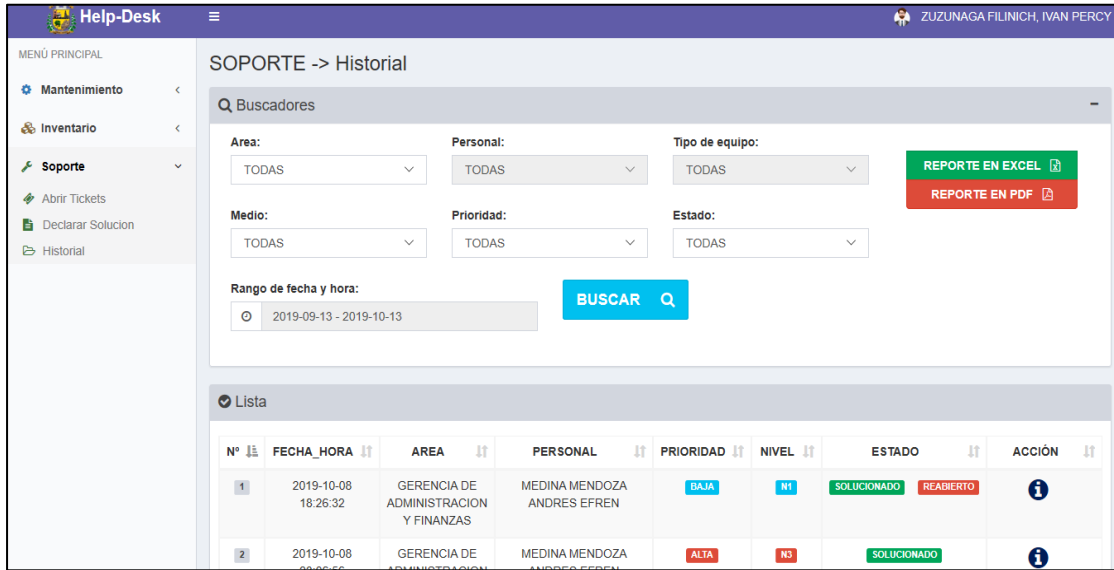 Help-Desk
ZUZUNAGA FILINICH, IVAN PERCY
MENÚ PRINCIPAL
Mantenimiento
Inventario
Soporte
Abrir Tickets
Declarar Solucion
Historial
SOPORTE -> Historial
Buscadores
Area: Personal: Tipo de equipo:
TODAS TODAS TODAS
REPORTE EN EXCEL
REPORTE EN PDF
Medio: Prioridad: Estado:
TODAS TODAS TODAS
Rango de fecha y hora:
2019-09-13 - 2019-10-13
BUSCAR
Lista
Nº FECHA_HORA AREA PERSONAL PRIORIDAD NIVEL ESTADO ACCIÓN
1 2019-10-08 GERENCIA DE MEDINA MENDOZA BAJA N1 SOLUCIONADO REABIERTO
18:26:32 ADMINISTRACION ANDRES EFREN
Y FINANZAS
2 2019-10-08 GERENCIA DE MEDINA MENDOZA ALTA N3 SOLUCIONADO
ADMINISTRACION ANDRES EFREN